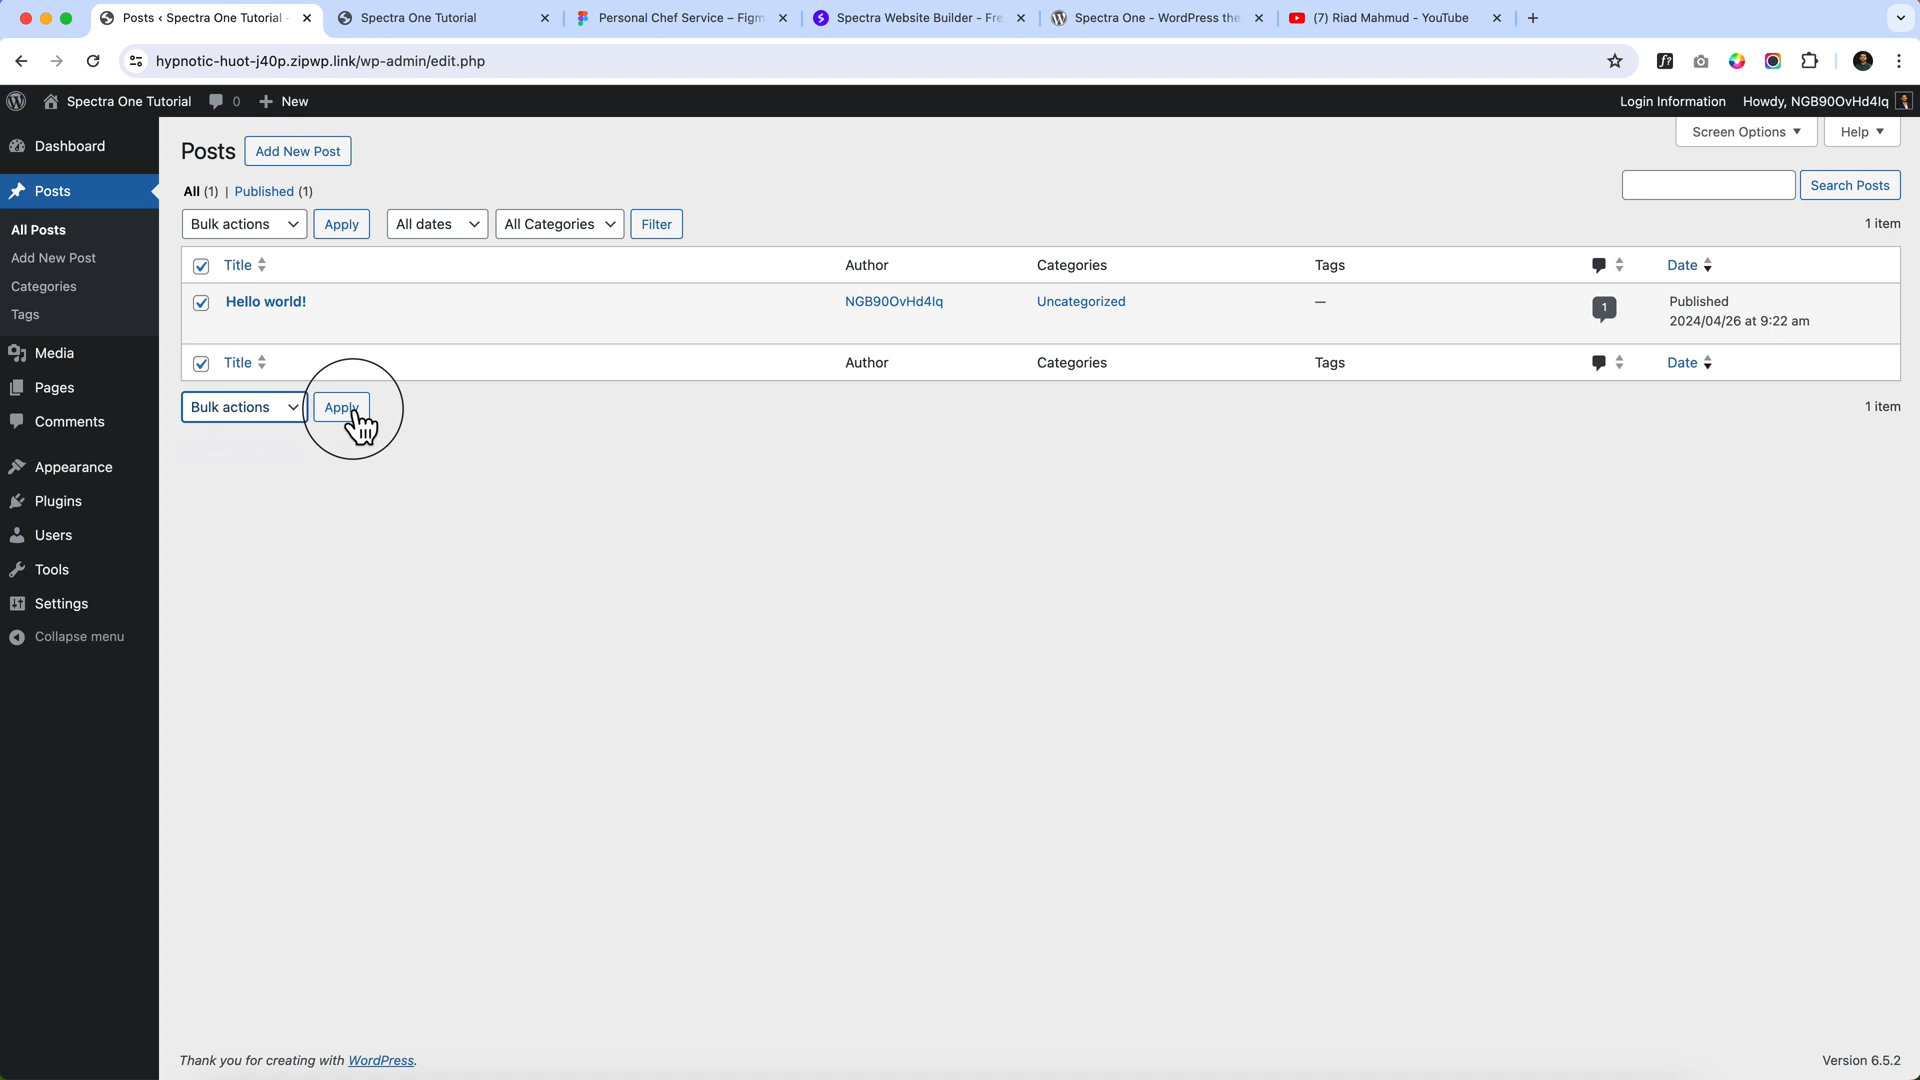 Posts ‹ Spectra One Tutorial -
Spectra One Tutorial
Personal Chef Service – Figm
Spectra Website Builder - Fre
Spectra One - WordPress the
(7) Riad Mahmud - YouTube
hypnotic-huot-j40p.zipwp.link/wp-admin/edit.php
Spectra One Tutorial 0 New
Login Information Howdy, NGB90OvHd4lq
Dashboard
Posts
All Posts
Add New Post
Categories
Tags
Media
Pages
Comments
Appearance
Plugins
Users
Tools
Settings
Collapse menu
Screen Options Help
Posts Add New Post
All (1) | Published (1)
Search Posts
Bulk actions Apply All dates All Categories Filter 1 item
Title Author Categories Tags Date
Hello world! NGB90OvHd4lq Uncategorized — 1 Published
2024/04/26 at 9:22 am
Title Author Categories Tags Date
Bulk actions Apply 1 item
Thank you for creating with WordPress. Version 6.5.2